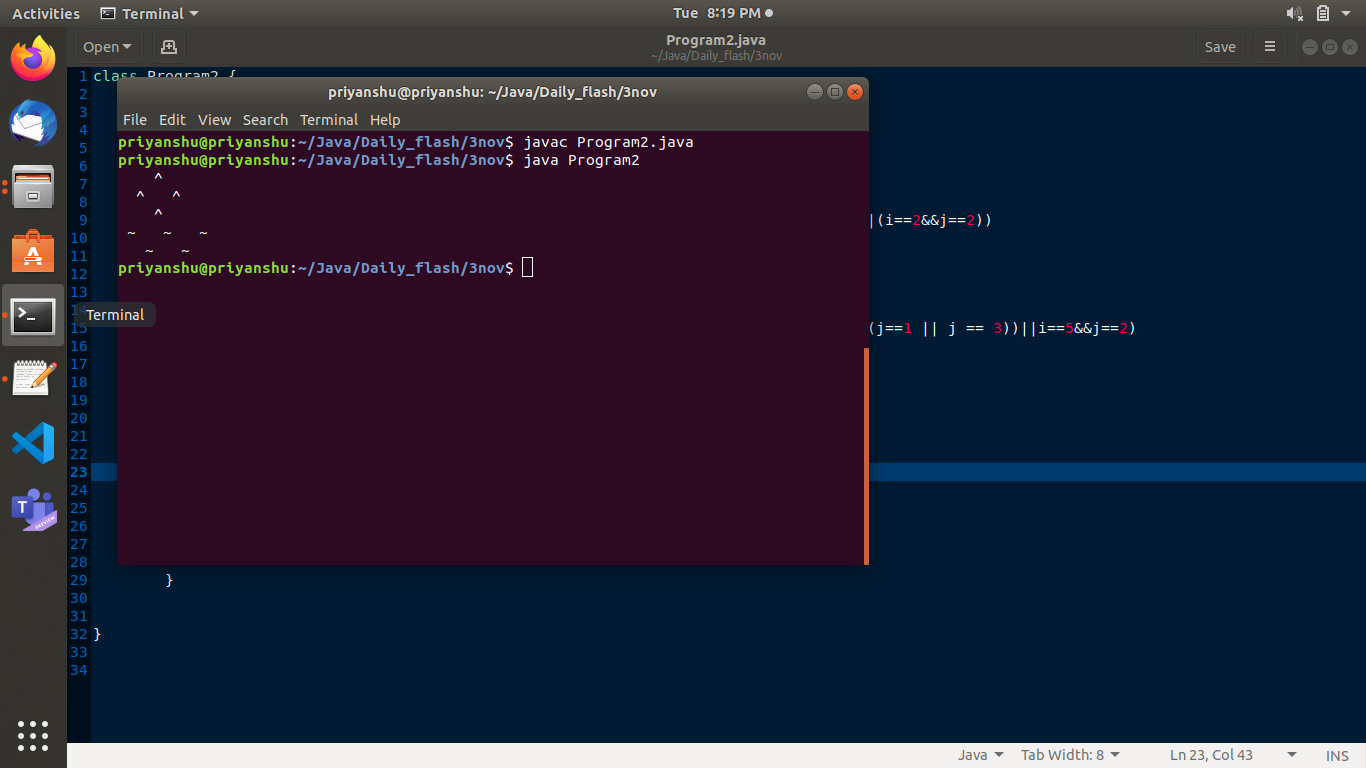 Activities Terminal Tue 8:19 PM
Open Program2.java Save
~/Java/Daily_flash/3nov
1 class Program2 {
priyanshu@priyanshu: ~/Java/Daily_flash/3nov
File Edit View Search Terminal Help
priyanshu@priyanshu:~/Java/Daily_flash/3nov$ javac Program2.java
priyanshu@priyanshu:~/Java/Daily_flash/3nov$ java Program2
    ^
  ^   ^
    ^
 ~   ~   ~
   ~   ~
priyanshu@priyanshu:~/Java/Daily_flash/3nov$
2
3
4
5
6
7
8
9 |(i==2&&j==2))
10
11
12
13
14
Terminal
15 (j==1 || j == 3))||i==5&&j==2)
16
17
18
19
20
21
22
23
24
25
26
27
28
29 }
30
31
32 }
33
34
T
PREVIEW
Java Tab Width: 8 Ln 23, Col 43 INS